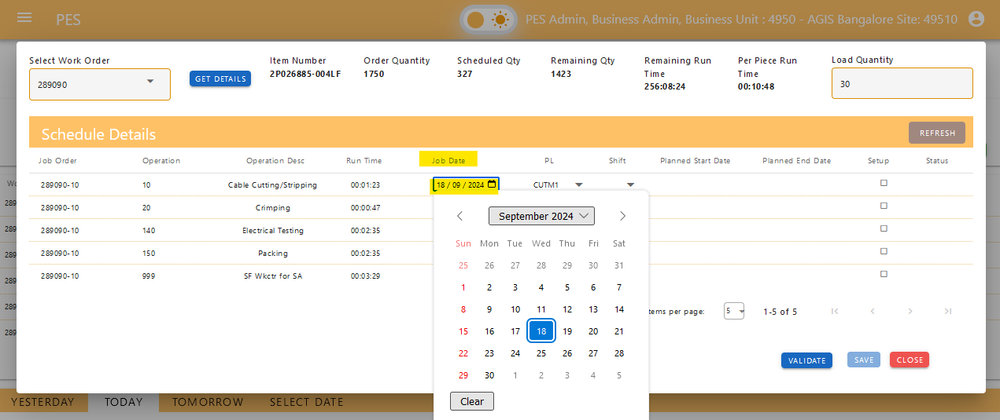 PES
PES Admin, Business Admin, Business Unit : 4950 - AGIS Bangalore Site: 49510
Select Work Order
289090
GET DETAILS
Item Number
2P026885-004LF
Order Quantity
1750
Scheduled Qty
327
Remaining Qty
1423
Remaining Run
Time
256:08:24
Per Piece Run
Time
00:10:48
Load Quantity
30
Schedule Details
REFRESH
Job Order Operation Operation Desc Run Time Job Date PL Shift Planned Start Date Planned End Date Setup Status
289090-10 10 Cable Cutting/Stripping 00:01:23 18 / 09 / 2024 CUTM1
289090-10 20 Crimping 00:00:47
289090-10 140 Electrical Testing 00:02:35
289090-10 150 Packing 00:02:35
289090-10 999 SF Wkctr for SA 00:03:29
September 2024
Sun Mon Tue Wed Thu Fri Sat
25 26 27 28 29 30 31
1 2 3 4 5 6 7
8 9 10 11 12 13 14
15 16 17 18 19 20 21
22 23 24 25 26 27 28
29 30 1 2 3 4 5
Clear
tems per page: 5 1-5 of 5
VALIDATE SAVE CLOSE
Wo
289
289
289
289
289
289
YESTERDAY TODAY TOMORROW SELECT DATE